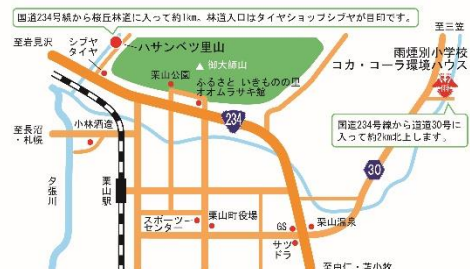 国道234号線から桜丘林道に入って約1km、林道入口はタイヤショップシブヤが目印です。
至三笠
至岩見沢
シブヤ
タイヤ
ハサンベツ里山
雨煙別小学校
コカ・コーラ環境ハウス
御大師山
栗山公園
ふるさと いきものの里
オオムラサキ館
234
国道234号線から道道30号に
入って約2km北上します。
至長沼
・札幌
小林酒造
30
夕張川
栗山駅
スポーツ
センター
栗山町役場
GS
栗山温泉
サツ
ドラ
至由仁・苫小牧